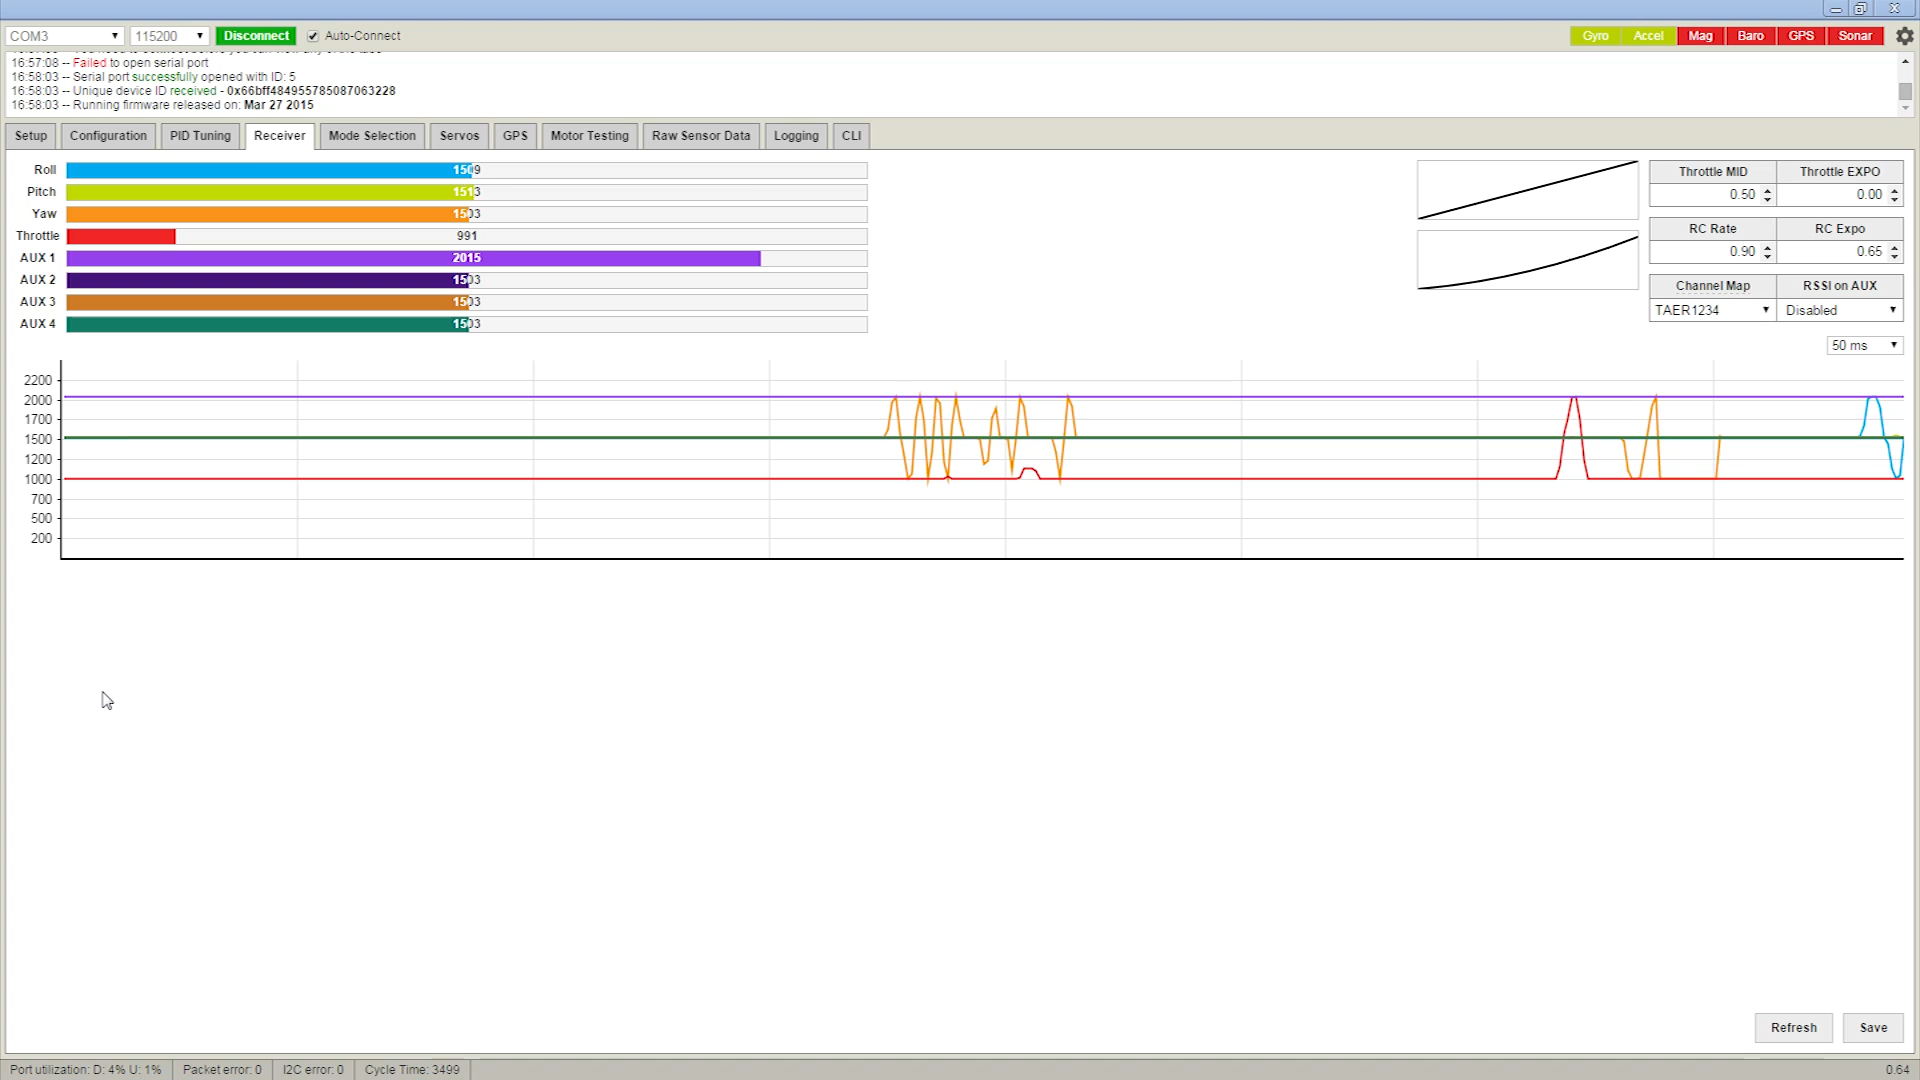 COM3 115200 Disconnect Auto-Connect Gyro Accel Mag Baro GPS Sonar
16:57:08 -- Failed to open serial port
16:58:03 -- Serial port successfully opened with ID: 5
16:58:03 -- Unique device ID received - 0x66bff484955785087063228
16:58:03 -- Running firmware released on: Mar 27 2015
Setup Configuration PID Tuning Receiver Mode Selection Servos GPS Motor Testing Raw Sensor Data Logging CLI
Roll 1509
Pitch 1513
Yaw 1503
Throttle 991
AUX 1 2015
AUX 2 1503
AUX 3 1503
AUX 4 1503
Throttle MID Throttle EXPO
0.50 0.00
RC Rate RC Expo
0.90 0.65
Channel Map RSSI on AUX
TAER1234 Disabled
50 ms
2200
2000
1700
1500
1200
1000
700
500
200
Refresh Save
Port utilization: D: 4% U: 1% Packet error: 0 I2C error: 0 Cycle Time: 3499 0.64